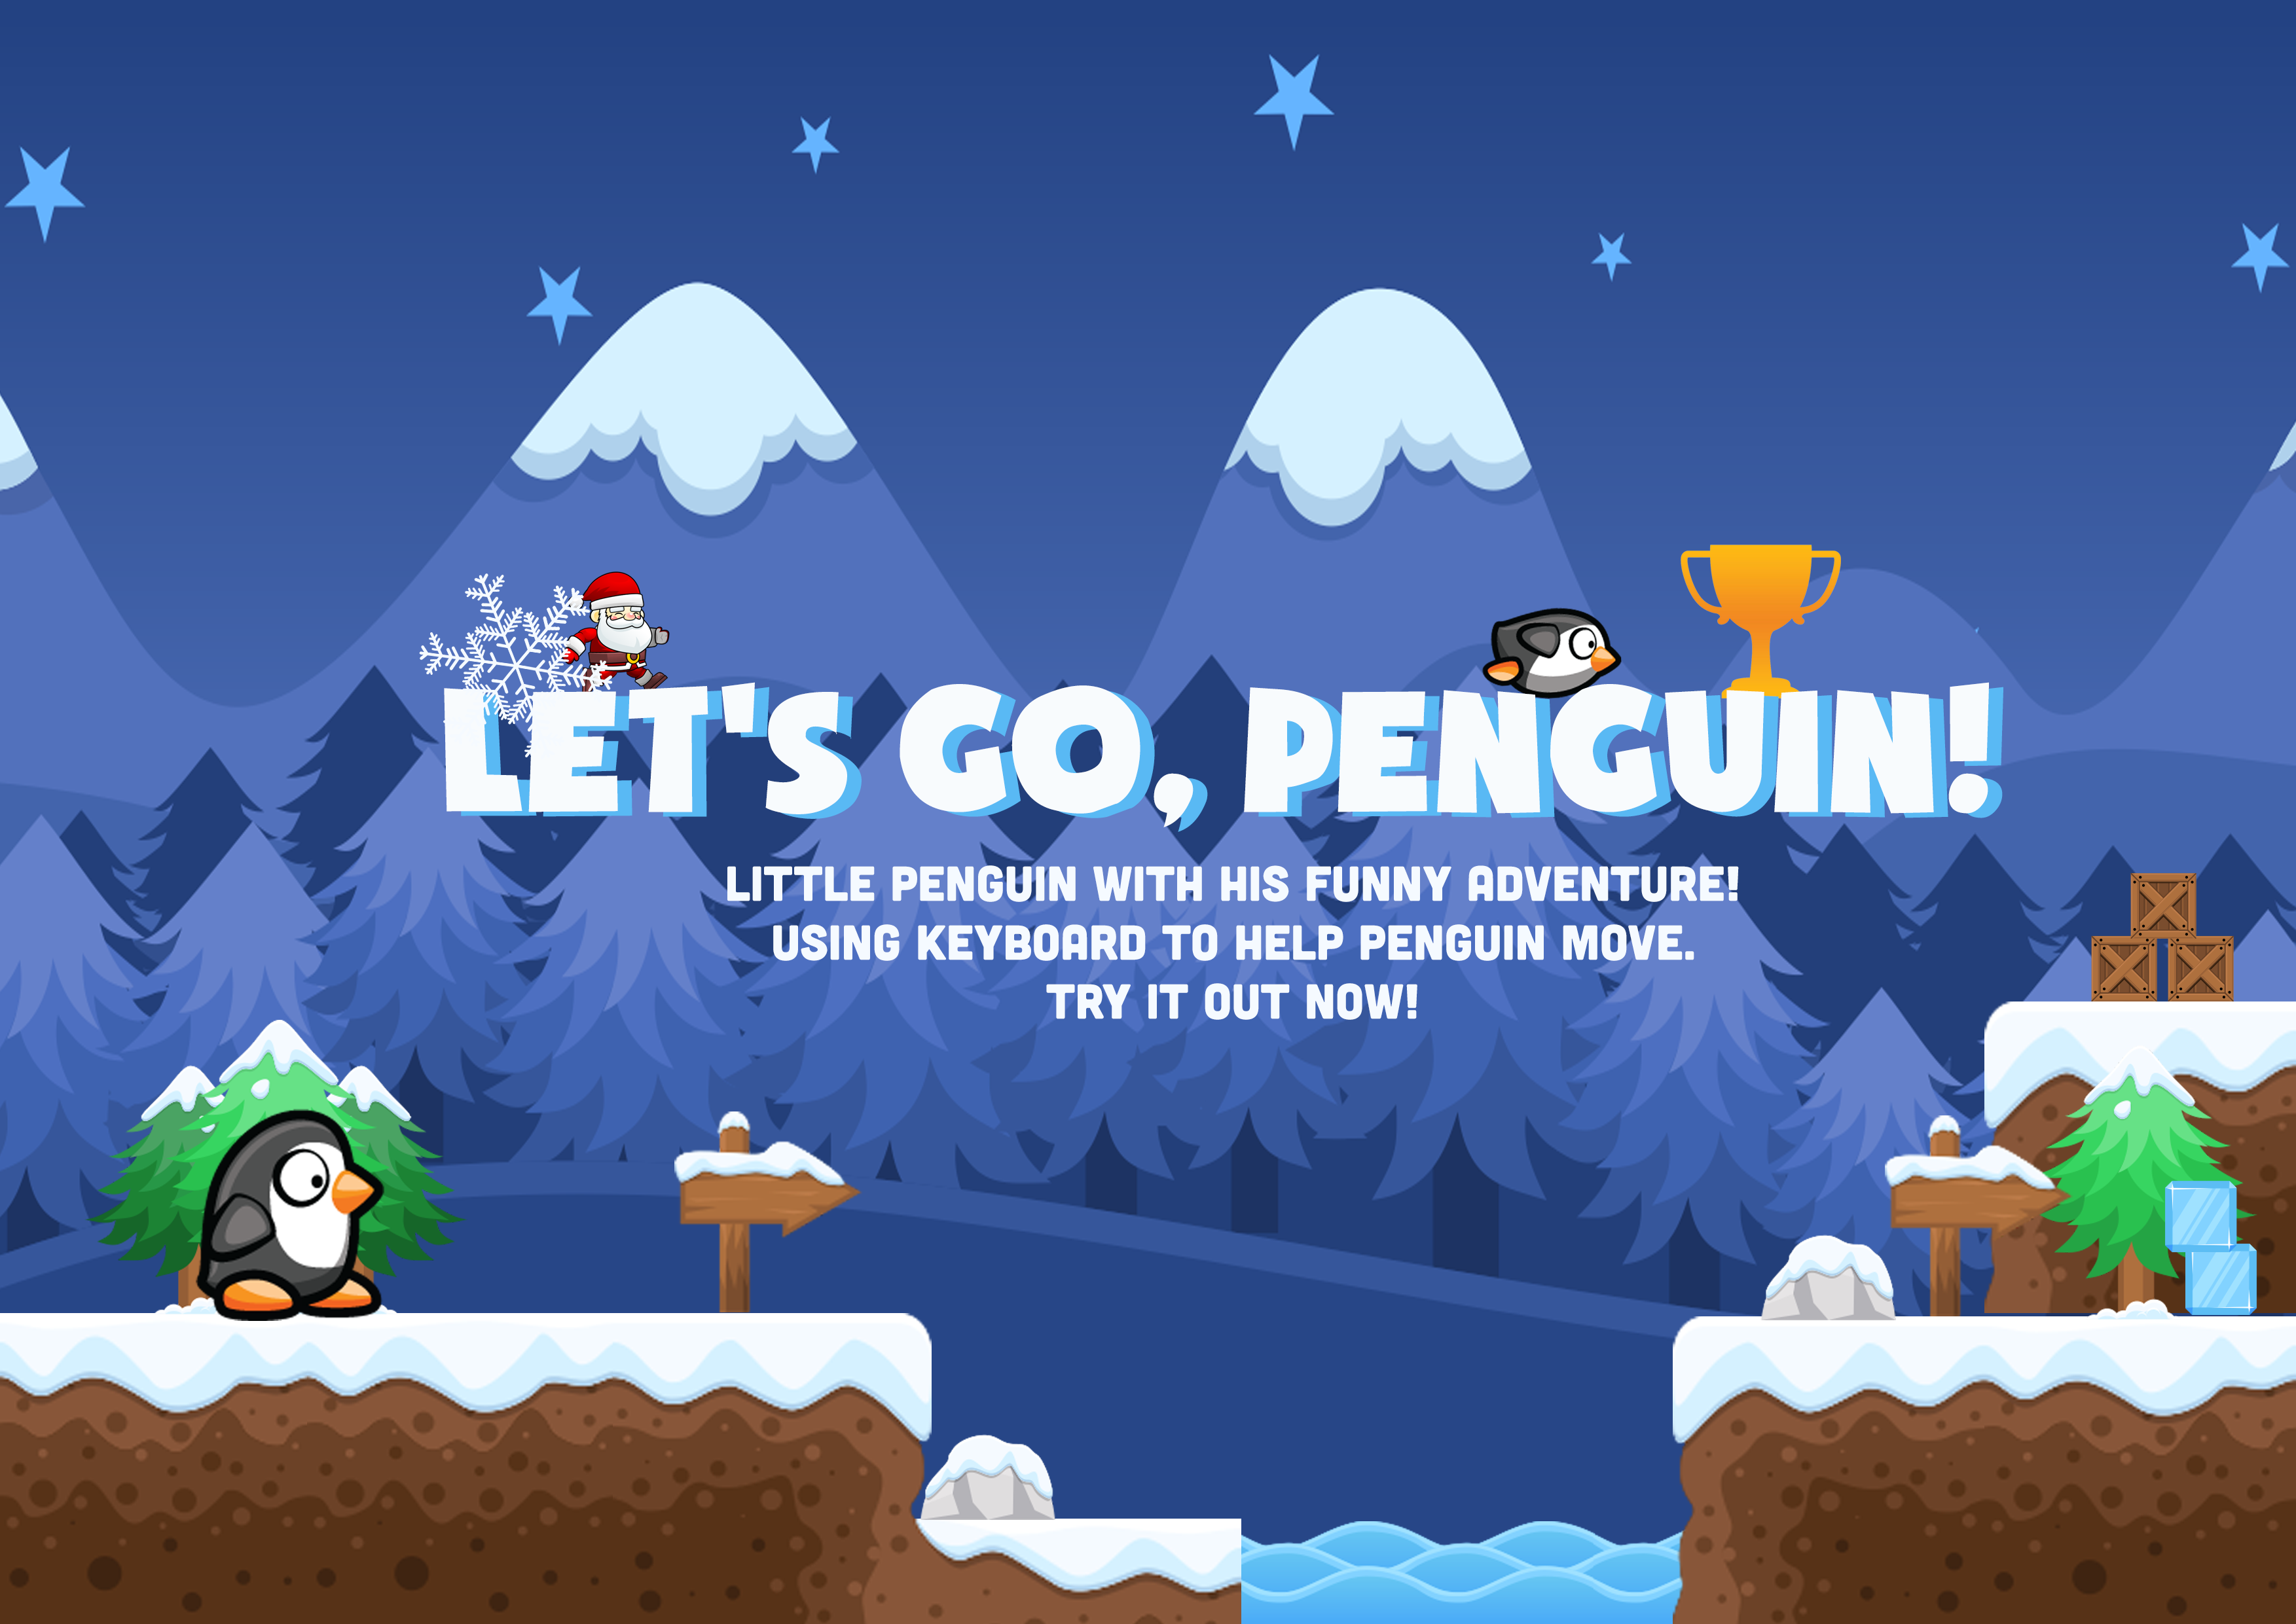 LET'S GO, PENGUIN!
LITTLE PENGUIN WITH HIS FUNNY ADVENTURE!
USING KEYBOARD TO HELP PENGUIN MOVE.
TRY IT OUT NOW!